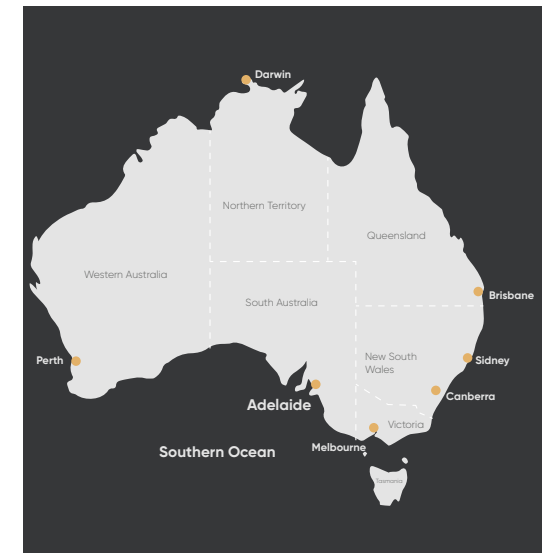 Darwin
Northern Territory
Queensland
Western Australia
South Australia
Brisbane
Perth
New South
Wales
Sidney
Adelaide
Canberra
Victoria
Melbourne
Southern Ocean
Tasmania